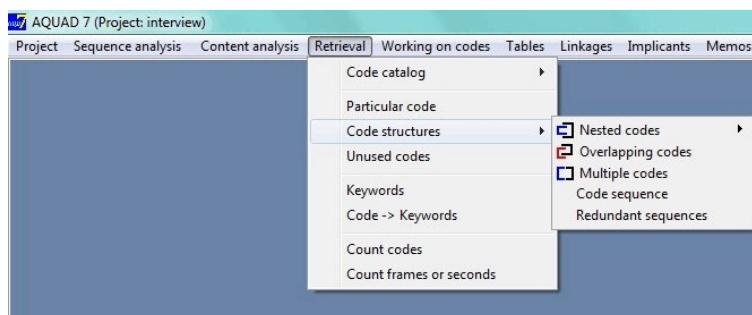 AQUAD 7 (Project: interview)
Project Sequence analysis Content analysis Retrieval Working on codes Tables Linkages Implicants Memos
Code catalog
Particular code
Code structures
Unused codes
Keywords
Code -> Keywords
Count codes
Count frames or seconds
Nested codes
Overlapping codes
Multiple codes
Code sequence
Redundant sequences